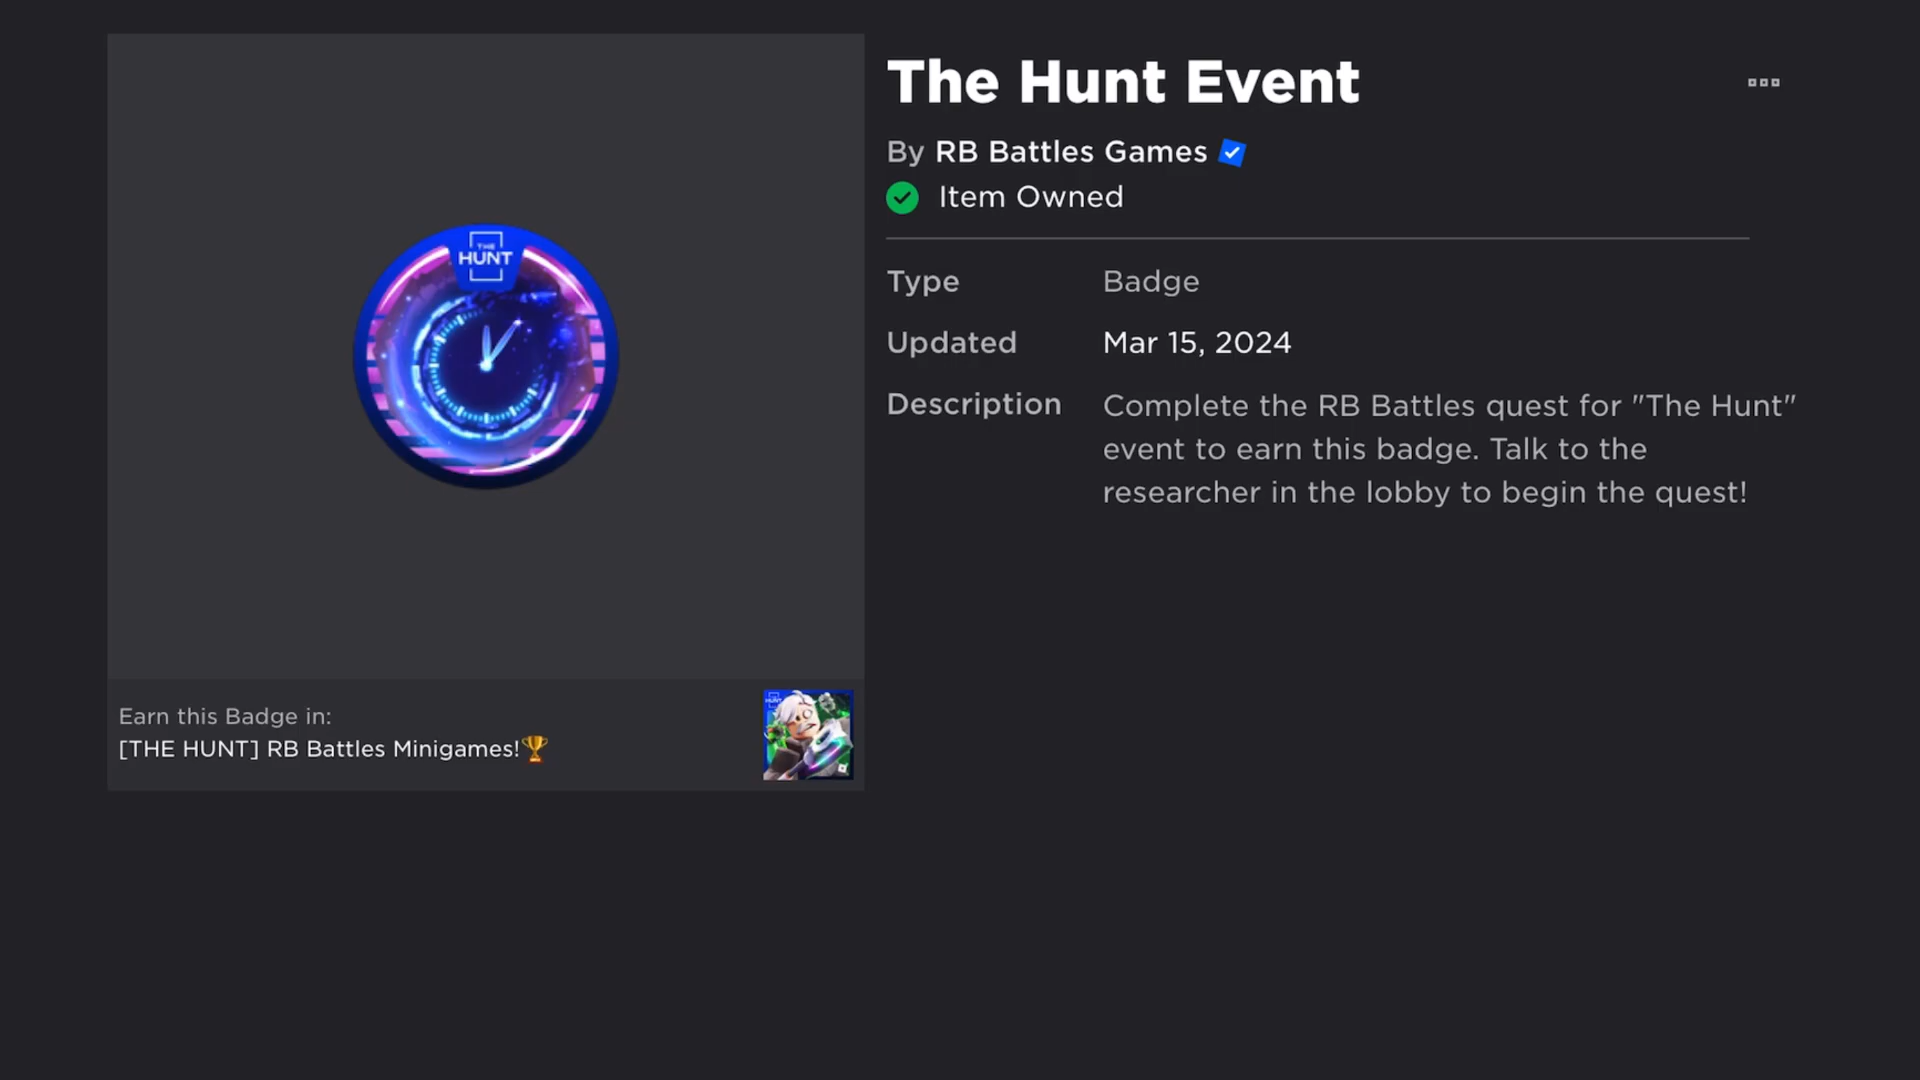 THE
HUNT
The Hunt Event
By RB Battles Games
Item Owned
Type Badge
Updated Mar 15, 2024
Description Complete the RB Battles quest for "The Hunt"
event to earn this badge. Talk to the
researcher in the lobby to begin the quest!
Earn this Badge in:
[THE HUNT] RB Battles Minigames!🏆
HUNT